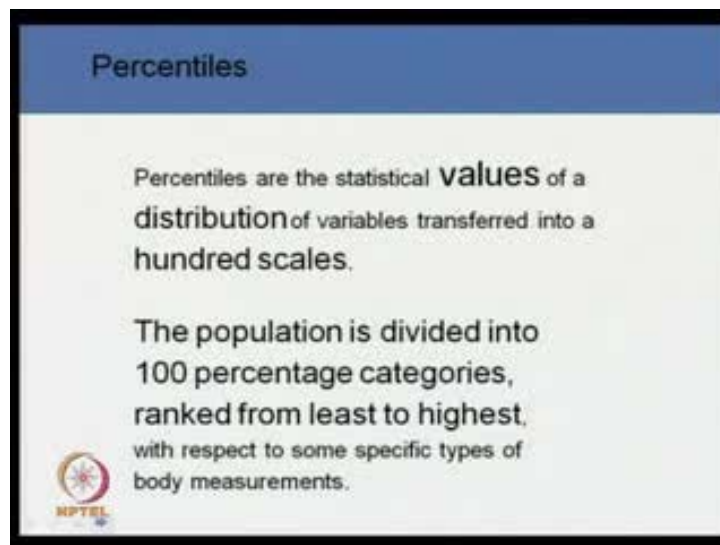 Percentiles
Percentiles are the statistical values of a
distribution of variables transferred into a
hundred scales.
The population is divided into
100 percentage categories,
ranked from least to highest,
with respect to some specific types of
body measurements.
NPTEL